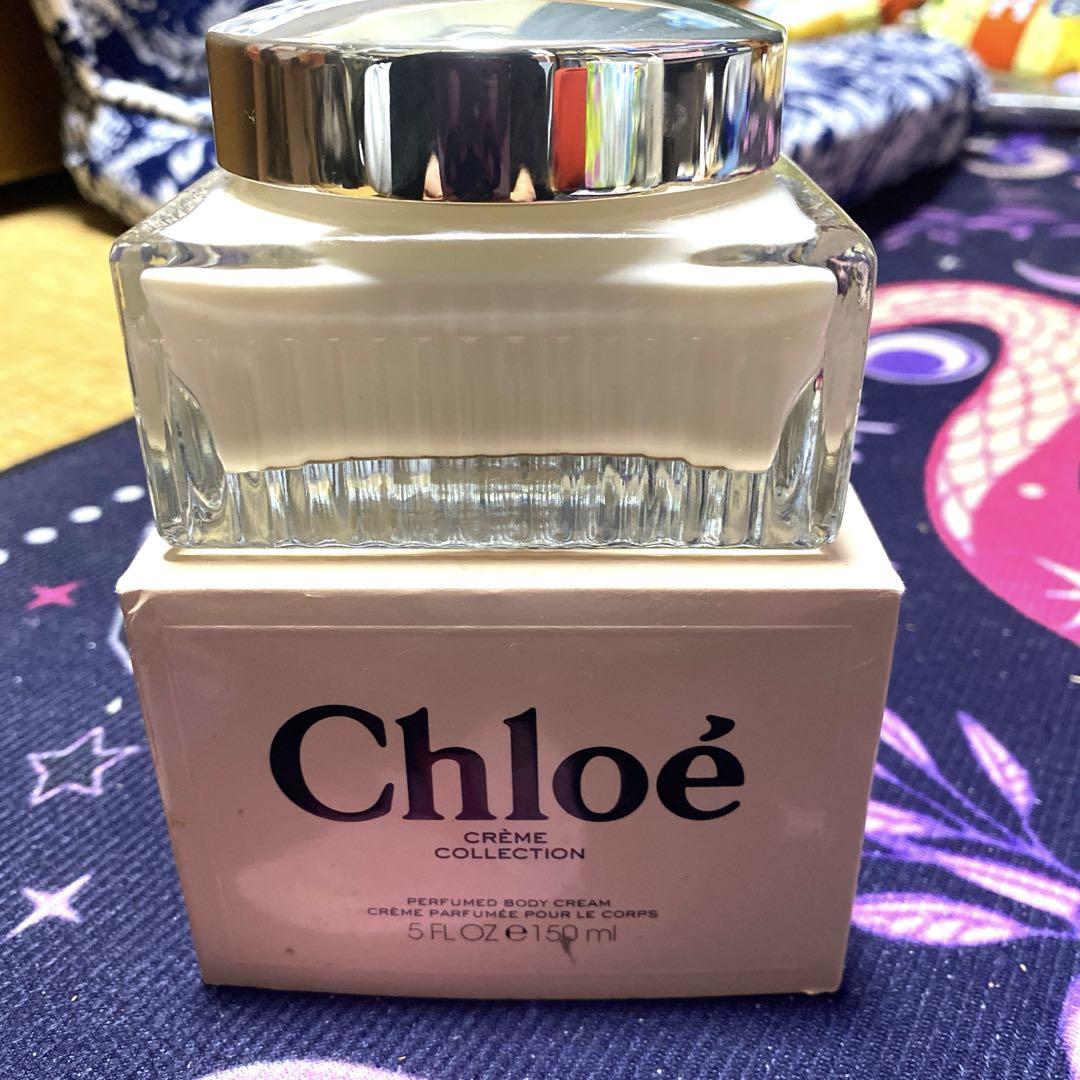 Chloé
CRÈME
COLLECTION
PERFUMED BODY CREAM
CRÈME PARFUMÉE POUR LE CORPS
5 FL OZ ℮150 ml